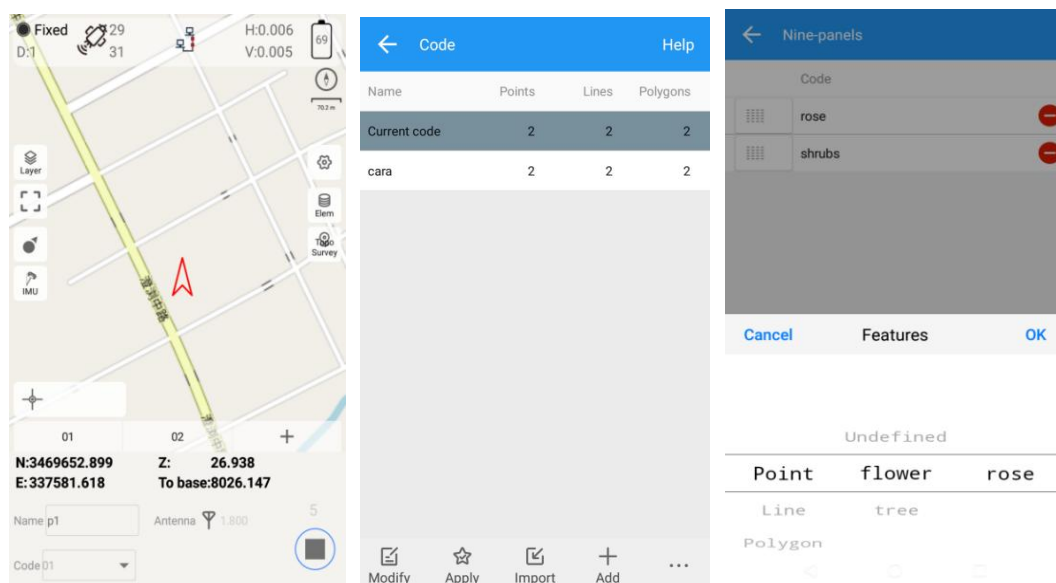 Fixed
29
H:0.006
69
D:1
31
V:0.005
70.2 m
Layer
Elem
Topo
Survey
IMU
01
02
+
N:3469652.899
Z: 26.938
E:337581.618
To base:8026.147
Name p1
Antenna 1.800
5
Code 01
Code
Help
Name
Points
Lines
Polygons
Current code
2
2
2
cara
2
2
2
Modify
Apply
Import
Add
...
Nine-panels
Code
rose
shrubs
Cancel
Features
OK
Undefined
Point
flower
rose
Line
tree
Polygon